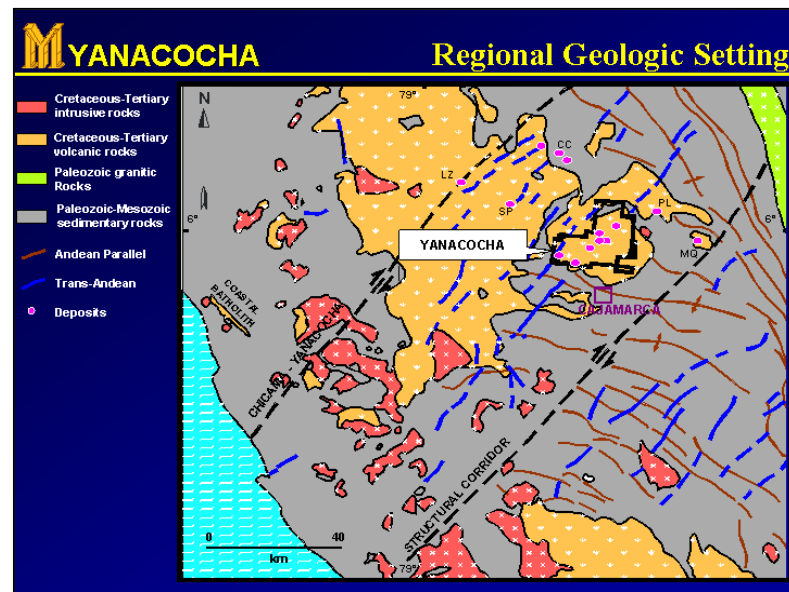 M YANACOCHA
Regional Geologic Setting
Cretaceous-Tertiary
intrusive rocks
Cretaceous-Tertiary
volcanic rocks
Paleozoic granitic
Rocks
Paleozoic-Mesozoic
sedimentary rocks
Andean Parallel
Trans-Andean
Deposits
N
79°
CC
LZ
SP
PL
6°
6°
YANACOCHA
MQ
CAJAMARCA
COASTAL
BATHOLITH
CHICAMA - YANACOCHA
STRUCTURAL CORRIDOR
0 40
km
79°